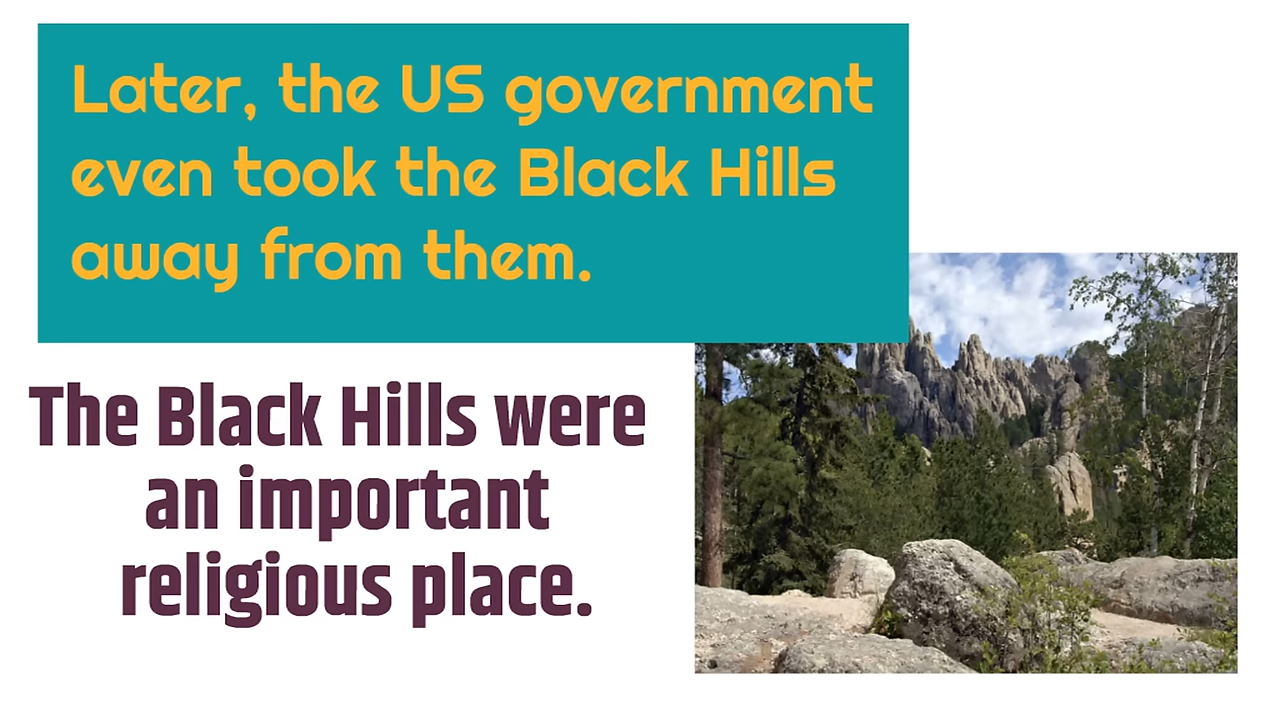 Later, the US government
even took the Black Hills
away from them.
The Black Hills were
an important
religious place.